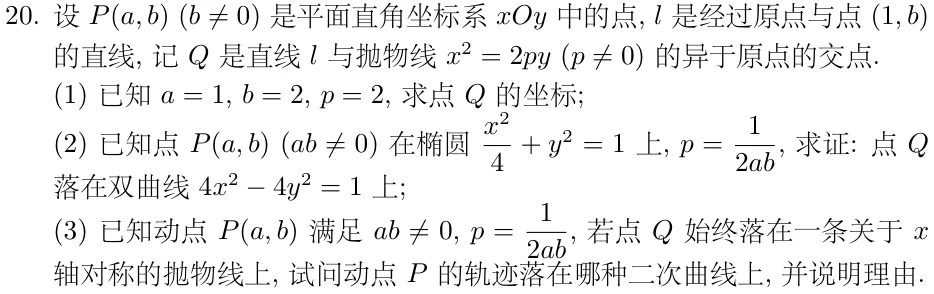 20. 设 P(a, b) (b ≠ 0) 是平面直角坐标系 xOy 中的点, l 是经过原点与点 (1, b)
的直线, 记 Q 是直线 l 与抛物线 x² = 2py (p ≠ 0) 的异于原点的交点.
(1) 已知 a = 1, b = 2, p = 2, 求点 Q 的坐标;
(2) 已知点 P(a, b) (ab ≠ 0) 在椭圆 x²/4 + y² = 1 上, p = 1/2ab, 求证: 点 Q
落在双曲线 4x² − 4y² = 1 上;
(3) 已知动点 P(a, b) 满足 ab ≠ 0, p = 1/2ab, 若点 Q 始终落在一条关于 x
轴对称的抛物线上, 试问动点 P 的轨迹落在哪种二次曲线上, 并说明理由.